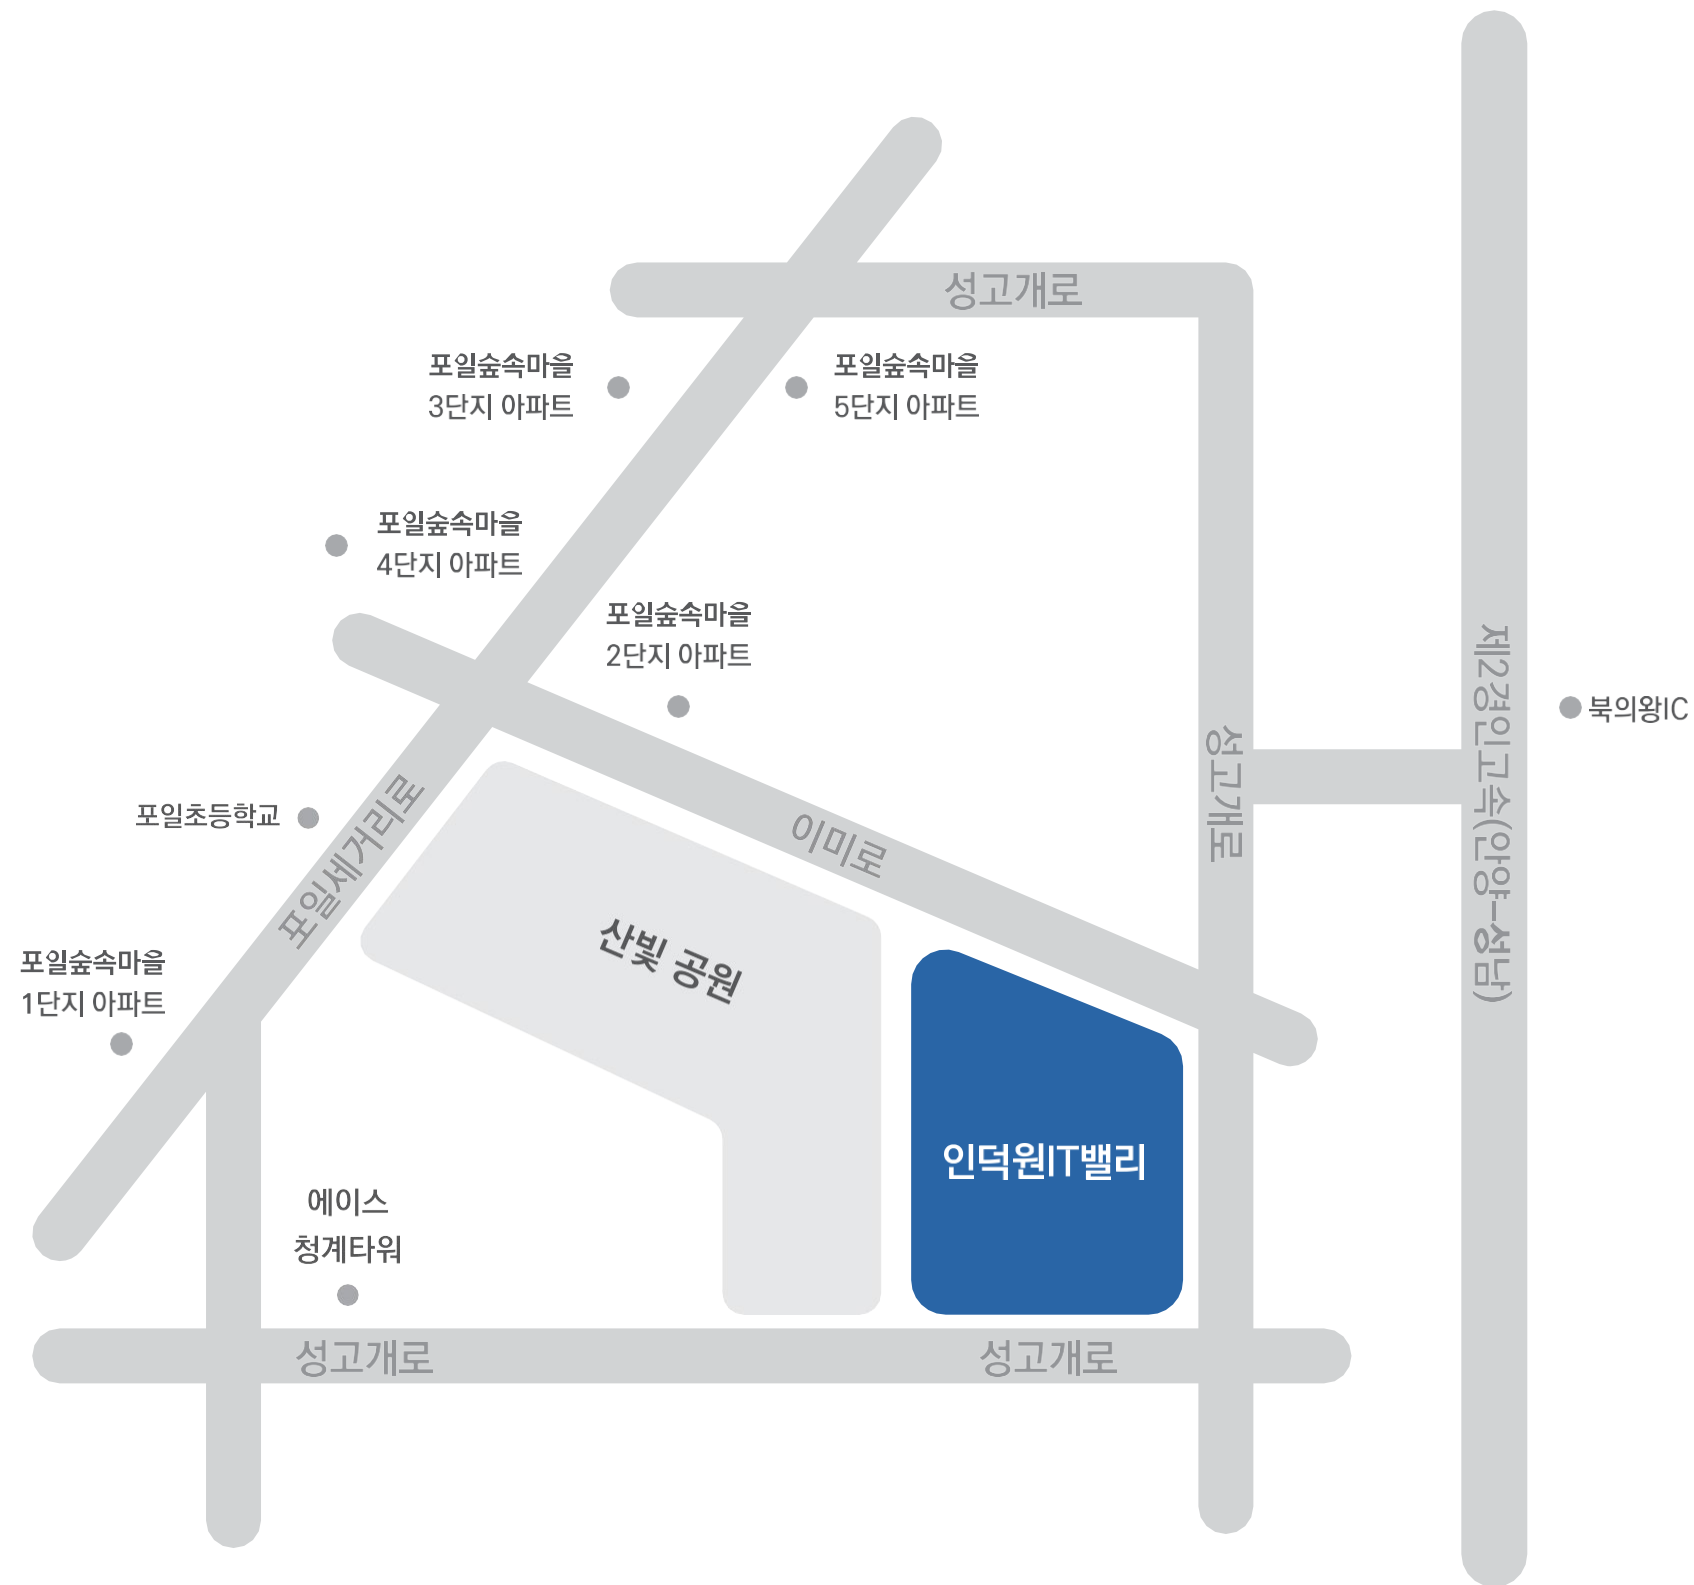 성고개로
포일숲속마을
3단지 아파트
포일숲속마을
5단지 아파트
포일숲속마을
4단지 아파트
포일숲속마을
2단지 아파트
제2경인고속(안양-성남)
북의왕IC
성고개로
포일초등학교
포일세거리로
이미로
산빛 공원
포일숲속마을
1단지 아파트
인덕원IT밸리
에이스
청계타워
성고개로
성고개로